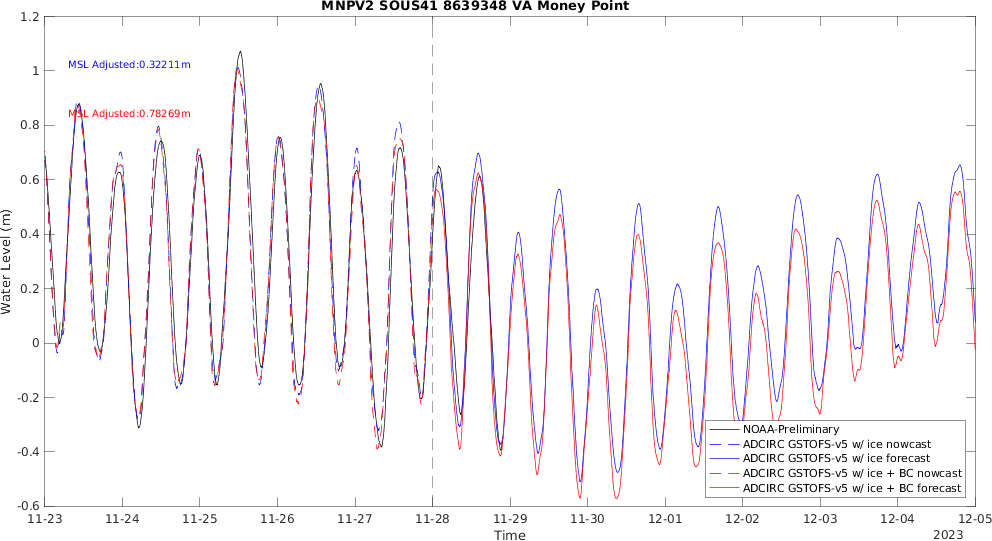 MNPV2 SOUS41 8639348 VA Money Point
Water Level (m)
1.2
1
0.8
0.6
0.4
0.2
0
-0.2
-0.4
-0.6
MSL Adjusted:0.32211m
MSL Adjusted:0.78269m
NOAA-Preliminary
ADCIRC GSTOFS-v5 w/ ice nowcast
ADCIRC GSTOFS-v5 w/ ice forecast
ADCIRC GSTOFS-v5 w/ ice + BC nowcast
ADCIRC GSTOFS-v5 w/ ice + BC forecast
11-23 11-24 11-25 11-26 11-27 11-28 11-29 11-30 12-01 12-02 12-03 12-04 12-05
Time
2023